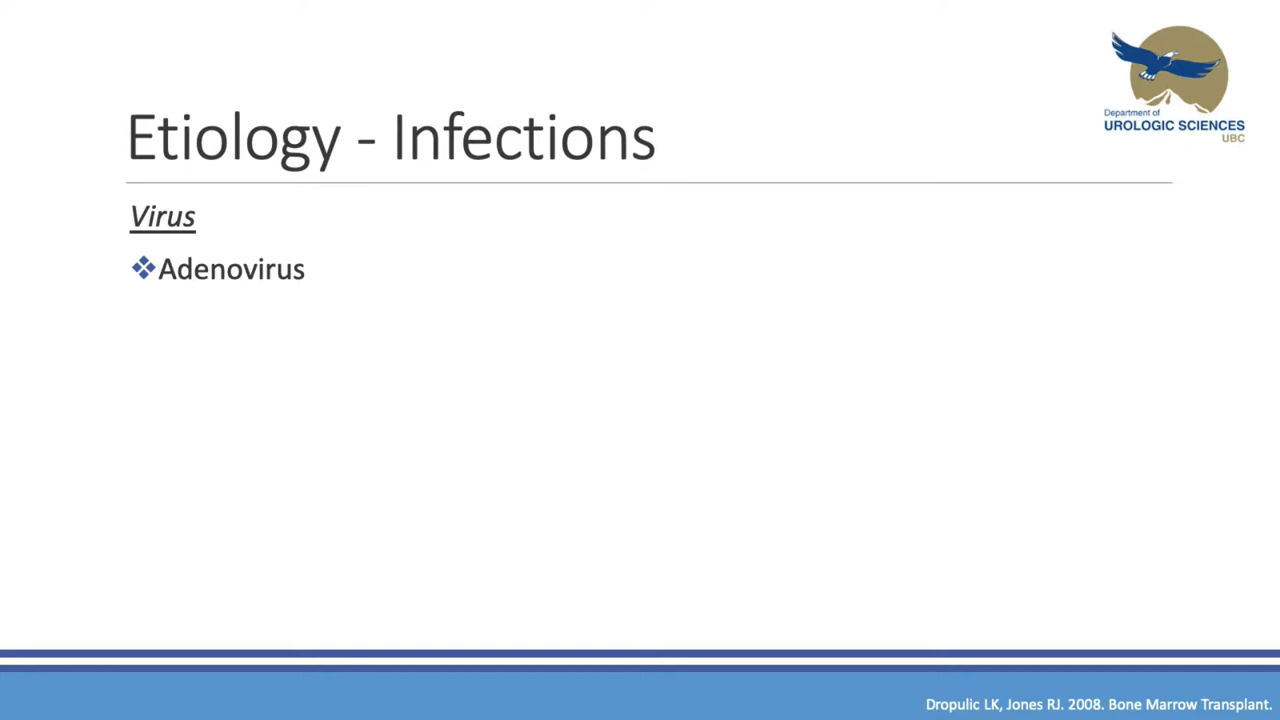 Department of
UROLOGIC SCIENCES
UBC
Etiology - Infections
Virus
Adenovirus
Dropulic LK, Jones RJ. 2008. Bone Marrow Transplant.